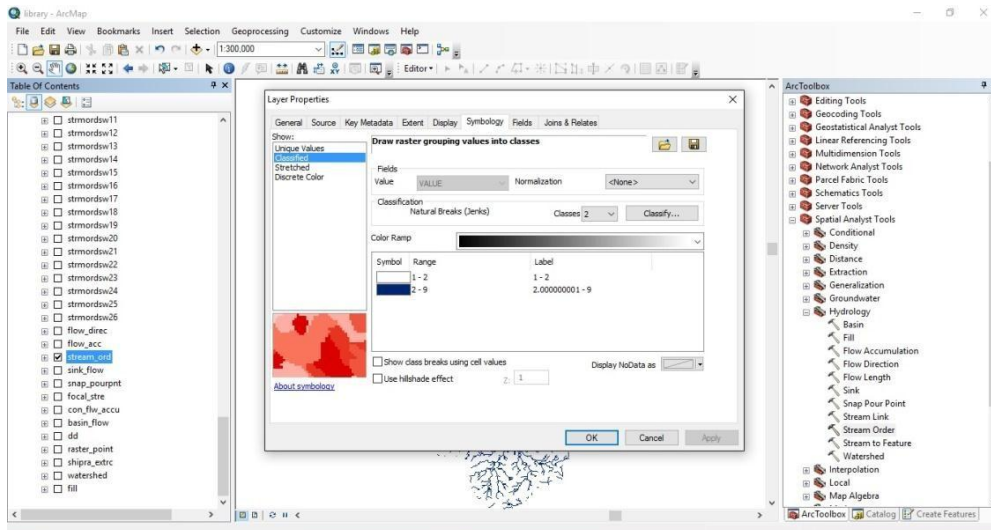 library - ArcMap
File Edit View Bookmarks Insert Selection Geoprocessing Customize Windows Help
1:300,000
Editor
Table Of Contents
strmordsw11
strmordsw12
strmordsw13
strmordsw14
strmordsw15
strmordsw16
strmordsw17
strmordsw18
strmordsw19
strmordsw20
strmordsw21
strmordsw22
strmordsw23
strmordsw24
strmordsw25
strmordsw26
flow_direc
flow_acc
stream_ord
sink_flow
snap_pourpnt
focal_stre
con_flw_accu
basin_flow
dd
raster_point
shipra_extrc
watershed
fill
Layer Properties
General Source Key Metadata Extent Display Symbology Fields Joins & Relates
Show:
Unique Values
Classified
Stretched
Discrete Color
About symbology
Draw raster grouping values into classes
Fields
Value VALUE Normalization <None>
Classification
Natural Breaks (Jenks) Classes 2 Classify...
Color Ramp
Symbol Range Label
1 - 2 1 - 2
2 - 9 2.000000001 - 9
Show class breaks using cell values Display NoData as
Use hillshade effect Z: 1
OK Cancel Apply
ArcToolbox
Editing Tools
Geocoding Tools
Geostatistical Analyst Tools
Linear Referencing Tools
Multidimension Tools
Network Analyst Tools
Parcel Fabric Tools
Schematics Tools
Server Tools
Spatial Analyst Tools
Conditional
Density
Distance
Extraction
Generalization
Groundwater
Hydrology
Basin
Fill
Flow Accumulation
Flow Direction
Flow Length
Sink
Snap Pour Point
Stream Link
Stream Order
Stream to Feature
Watershed
Interpolation
Local
Map Algebra
ArcToolbox Catalog Create Features